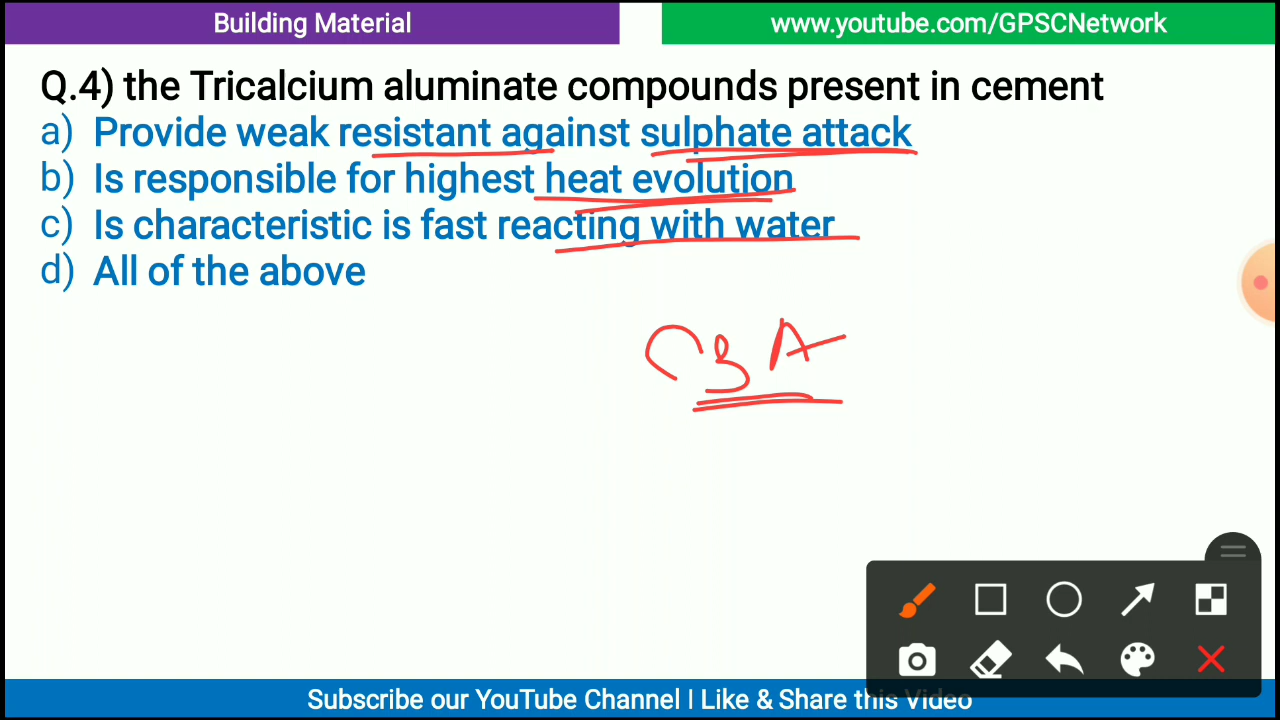 Building Material
www.youtube.com/GPSCNetwork
Q.4) the Tricalcium aluminate compounds present in cement
a) Provide weak resistant against sulphate attack
b) Is responsible for highest heat evolution
c) Is characteristic is fast reacting with water
d) All of the above
C3A
Subscribe our YouTube Channel I Like & Share this Video